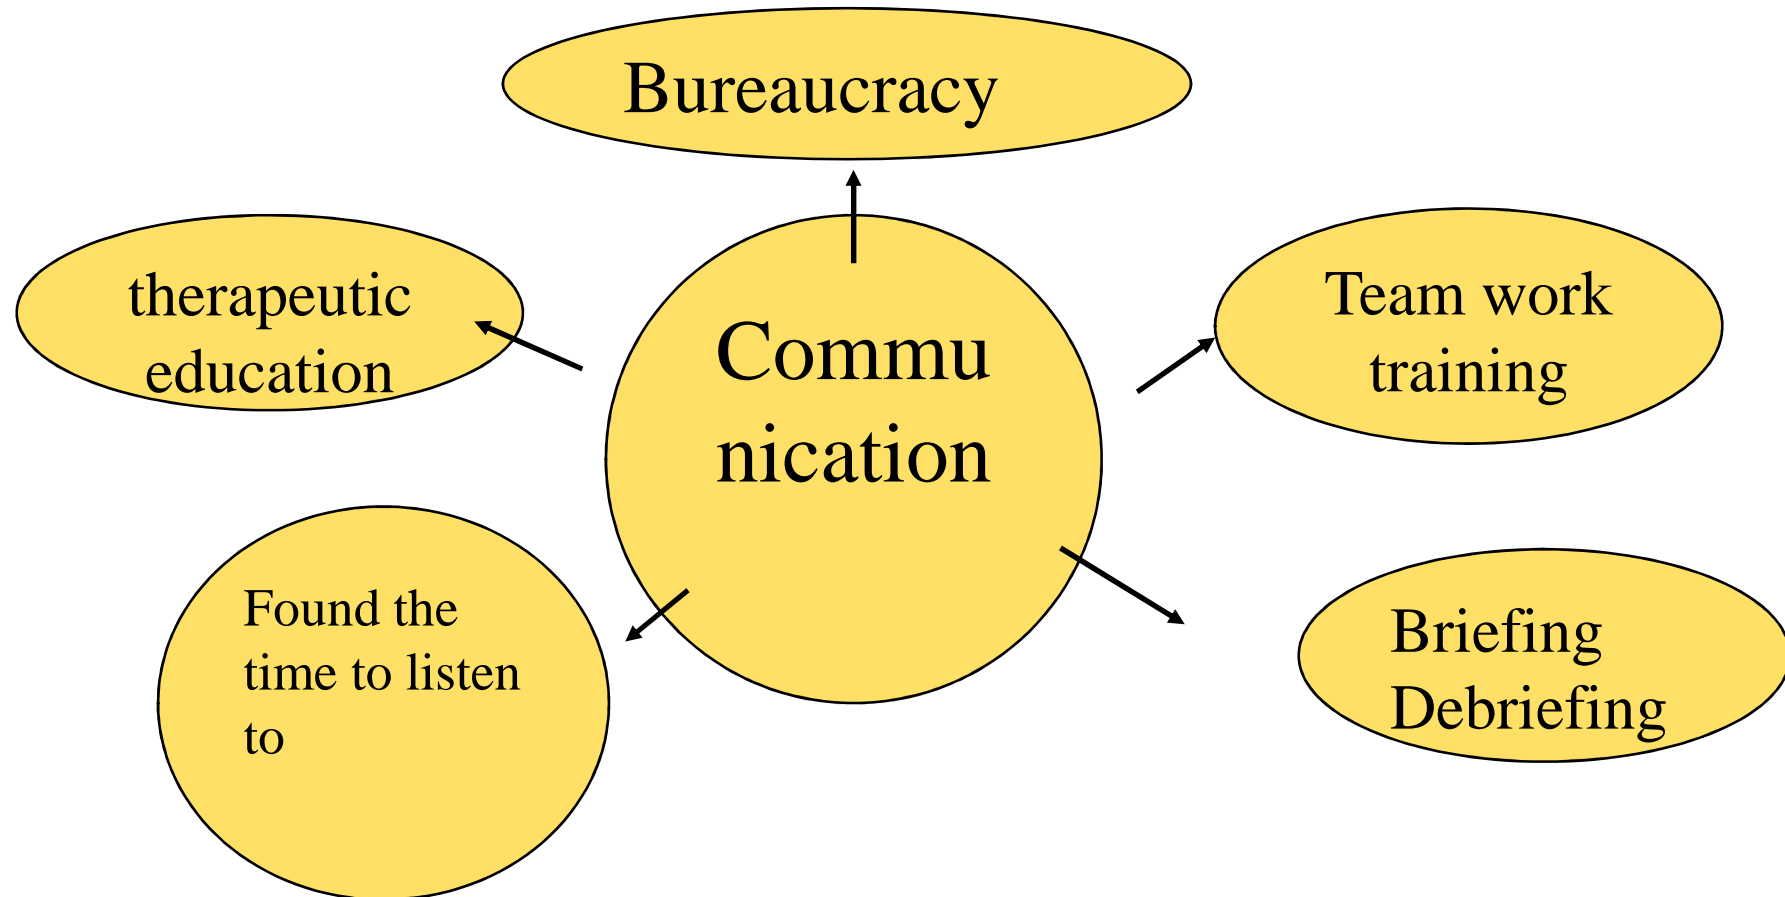 Bureaucracy
therapeutic
education
Commu
nication
Team work
training
Found the
time to listen
to
Briefing
Debriefing